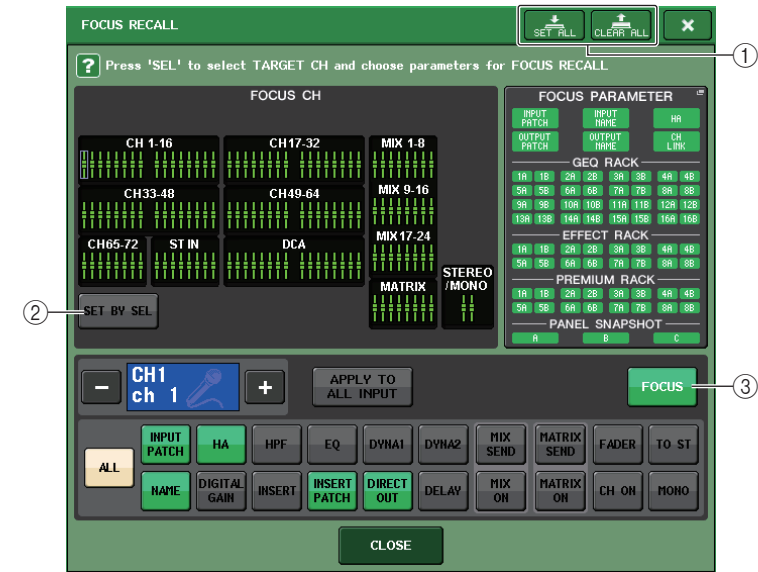 FOCUS RECALL
SET ALL
CLEAR ALL
×
1
? Press 'SEL' to select TARGET CH and choose parameters for FOCUS RECALL
FOCUS CH
CH 1-16
CH17-32
MIX 1-8
CH33-48
CH49-64
MIX 9-16
CH65-72
ST IN
DCA
MIX17-24
MATRIX
STEREO
/MONO
SET BY SEL
2
FOCUS PARAMETER
INPUT PATCH
INPUT NAME
HA
OUTPUT PATCH
OUTPUT NAME
CH LINK
GEQ RACK
1A 1B 2A 2B 3A 3B 4A 4B
5A 5B 6A 6B 7A 7B 8A 8B
9A 9B 10A 10B 11A 11B 12A 12B
13A 13B 14A 14B 15A 15B 16A 16B
EFFECT RACK
1A 1B 2A 2B 3A 3B 4A 4B
5A 5B 6A 6B 7A 7B 8A 8B
PREMIUM RACK
1A 1B 2A 2B 3A 3B 4A 4B
5A 5B 6A 6B 7A 7B 8A 8B
PANEL SNAPSHOT
A B C
−
CH1
ch 1
+
APPLY TO
ALL INPUT
FOCUS
3
ALL
INPUT PATCH
HA
HPF
EQ
DYNA1
DYNA2
MIX SEND
MATRIX SEND
FADER
TO ST
NAME
DIGITAL GAIN
INSERT
INSERT PATCH
DIRECT OUT
DELAY
MIX ON
MATRIX ON
CH ON
MONO
CLOSE